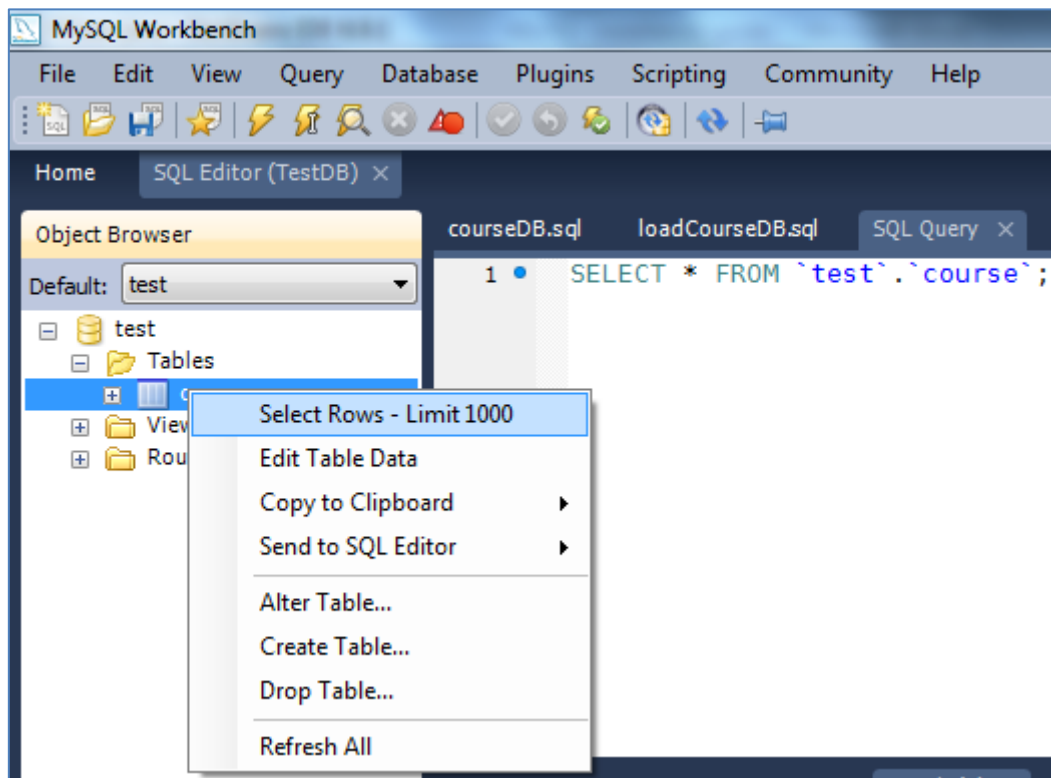 MySQL Workbench
File Edit View Query Database Plugins Scripting Community Help
Home SQL Editor (TestDB)
Object Browser
courseDB.sql loadCourseDB.sql SQL Query
Default: test
1 SELECT * FROM `test`.`course`;
test
Tables
Select Rows - Limit 1000
Edit Table Data
Copy to Clipboard
Send to SQL Editor
Alter Table...
Create Table...
Drop Table...
Refresh All